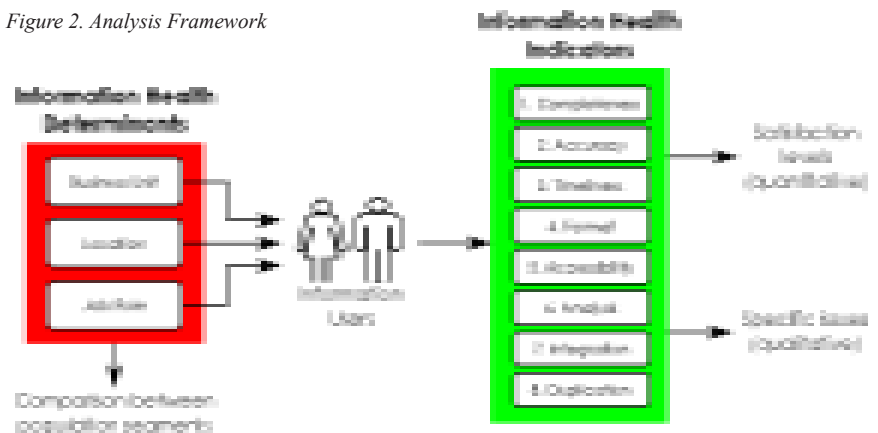 Figure 2. Analysis Framework
Information Health
Indicators
Information Health
Determinants
Business Unit
Location
Job Role
Comparison between
population segments
Information
Users
1. Completeness
2. Accuracy
3. Timeliness
4. Format
5. Accessibility
6. Analysis
7. Integration
8. Duplication
Satisfaction
levels
(quantitative)
Specific issues
(qualitative)